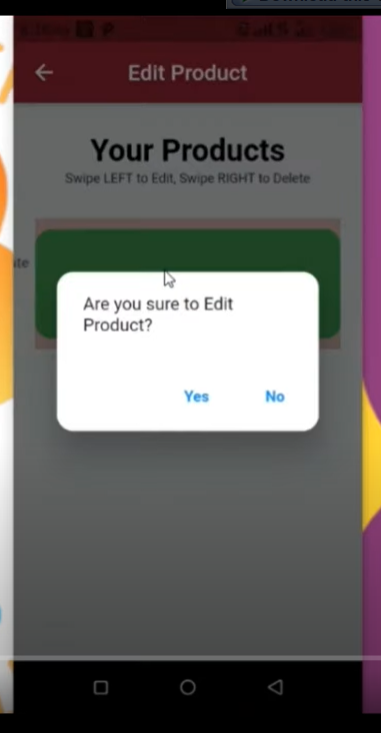 Edit Product
Your Products
Swipe LEFT to Edit, Swipe RIGHT to Delete
Are you sure to Edit
Product?
Yes
No